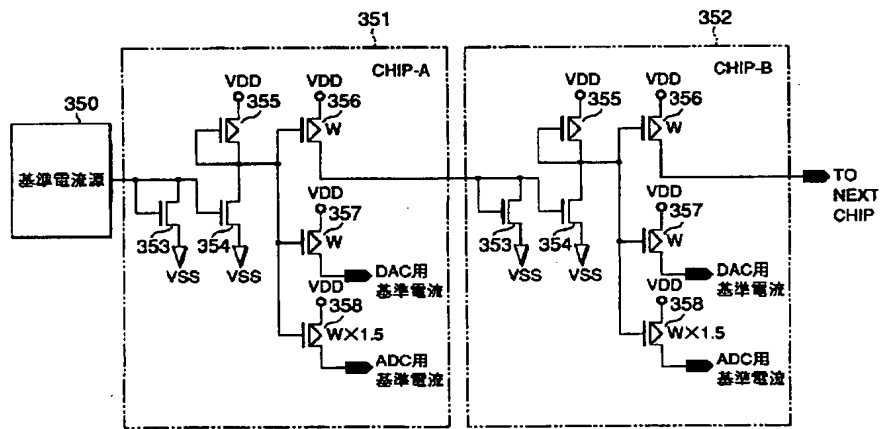 351
352
CHIP-A
CHIP-B
350
基準電流源
VDD
355
VDD
356
W
353
VSS
354
VSS
VDD
357
W
DAC用
基準電流
VDD
358
W×1.5
ADC用
基準電流
VDD
355
VDD
356
W
TO
NEXT
CHIP
353
VSS
354
VSS
VDD
357
W
DAC用
基準電流
VDD
358
W×1.5
ADC用
基準電流